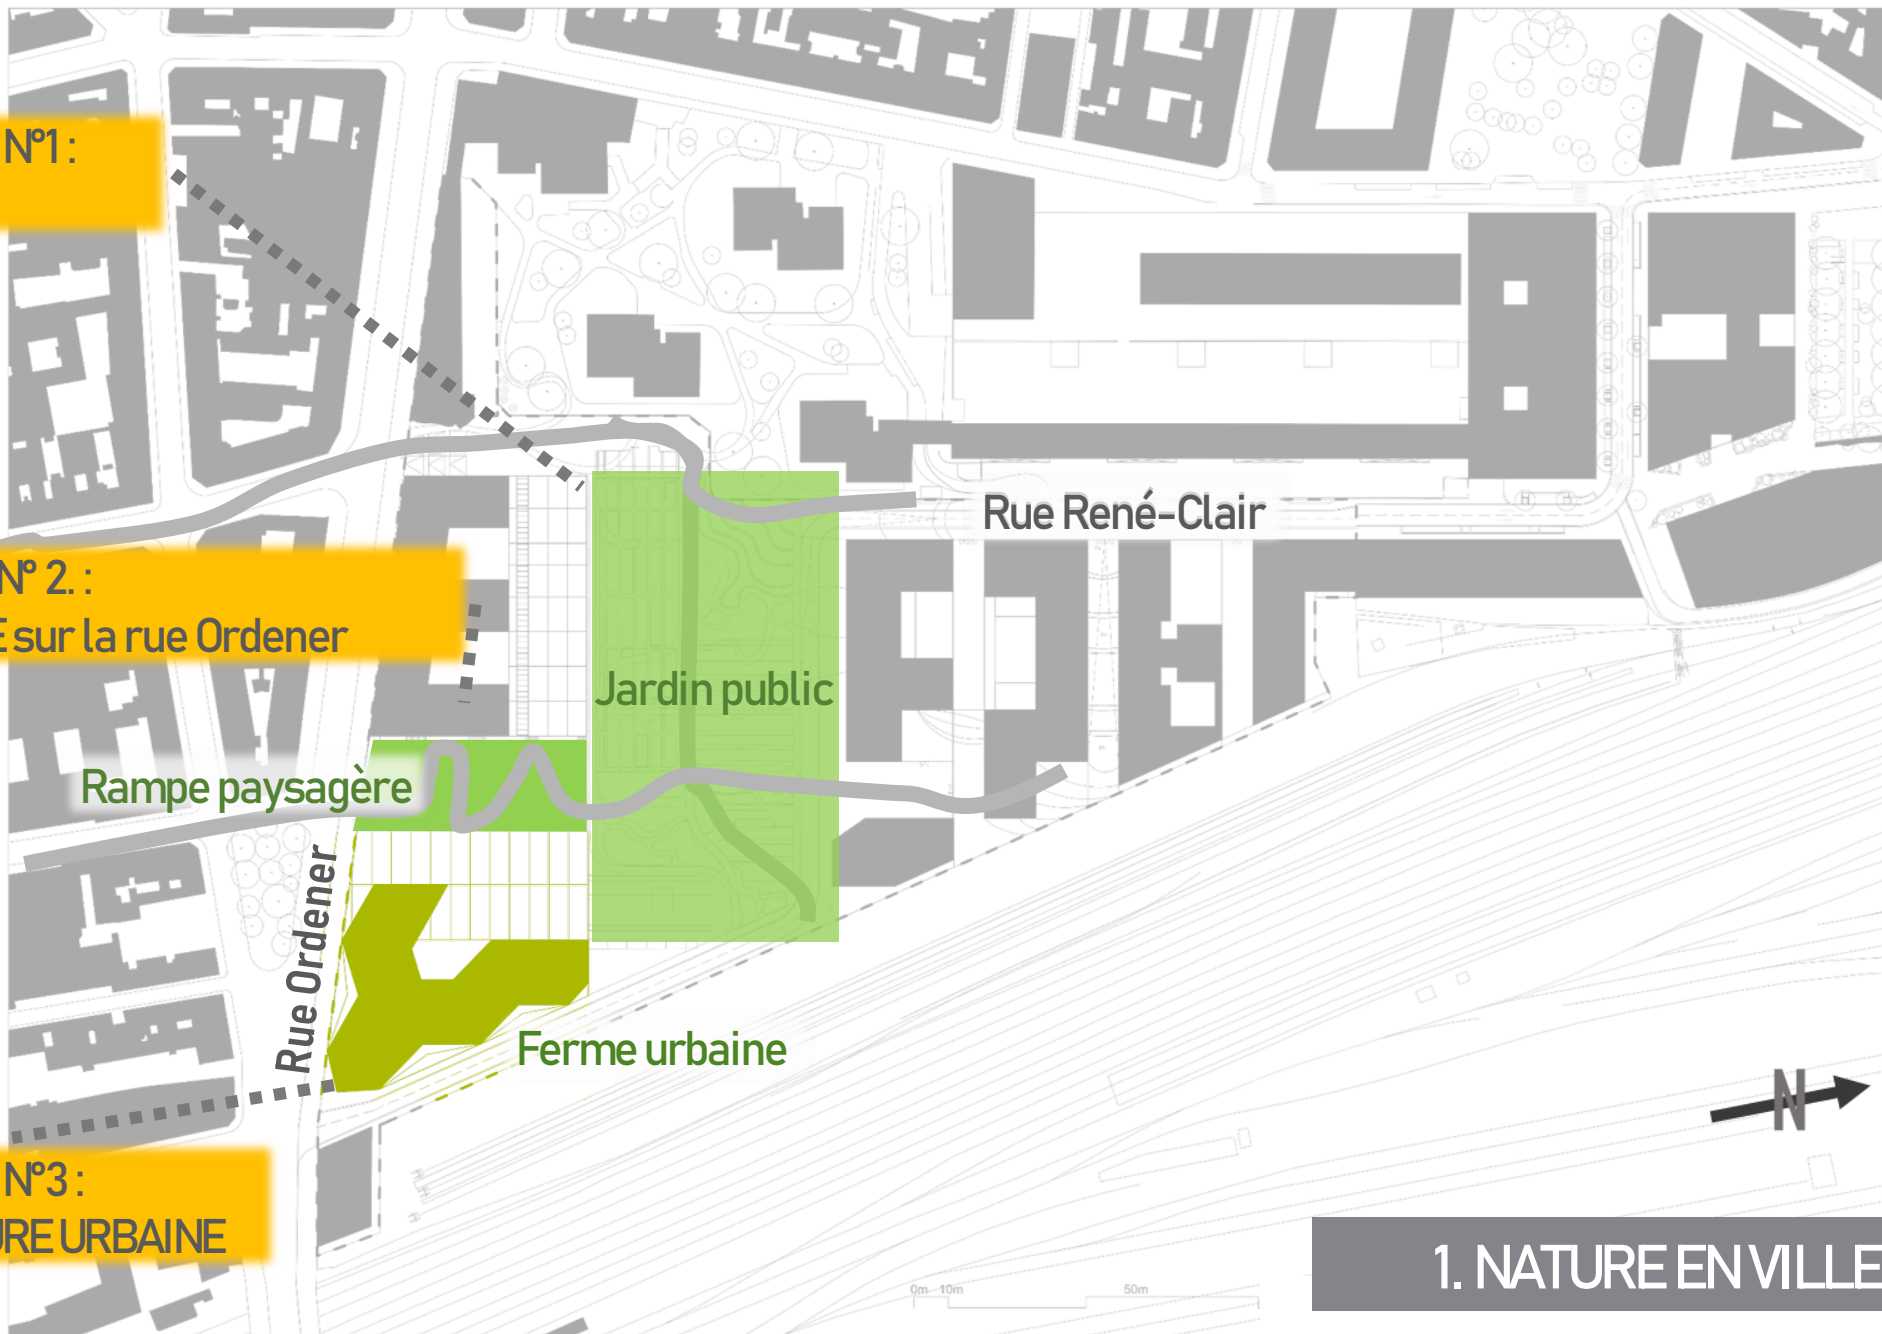 N°1 :
N° 2. :
E sur la rue Ordener
Rue René-Clair
Jardin public
Rampe paysagère
Rue Ordener
Ferme urbaine
N
N°3 :
URE URBAINE
1. NATURE EN VILLE
0m 10m 50m